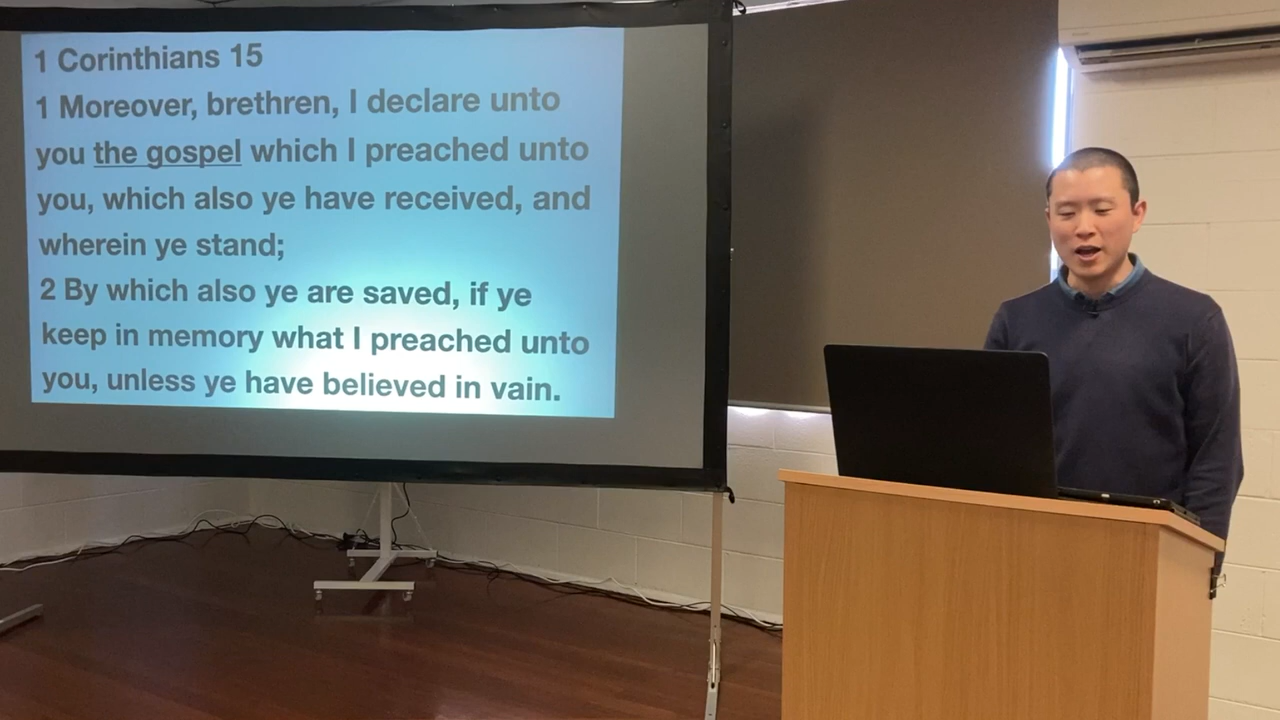 1 Corinthians 15
1 Moreover, brethren, I declare unto
you the gospel which I preached unto
you, which also ye have received, and
wherein ye stand;
2 By which also ye are saved, if ye
keep in memory what I preached unto
you, unless ye have believed in vain.